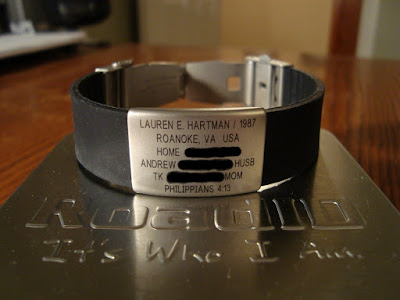 LAUREN E. HARTMAN / 1987
ROANOKE, VA USA
HOME
ANDREW HUSB
TK MOM
PHILIPPIANS 4:13
ROADID
It's Who I Am.